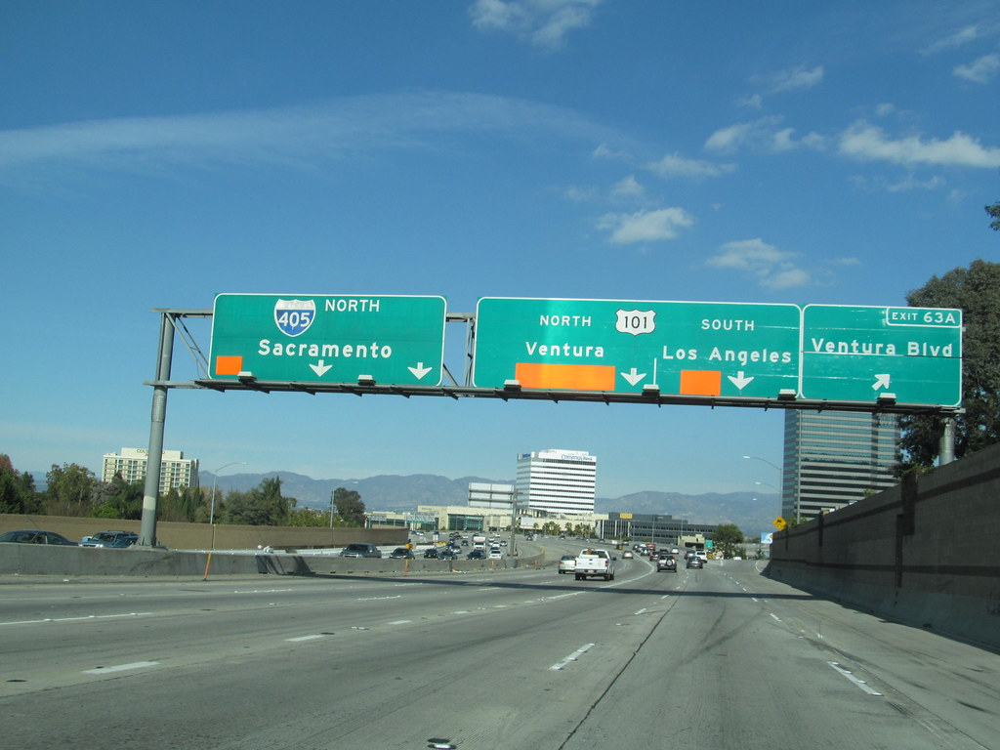 NORTH
405
Sacramento
NORTH 101 SOUTH
Ventura Los Angeles
EXIT 63A
Ventura Blvd